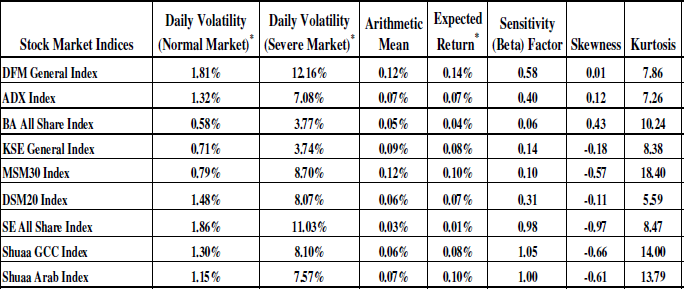 Stock Market Indices Daily Volatility (Normal Market)* Daily Volatility (Severe Market)* Arithmetic Mean Expected Return* Sensitivity (Beta) Factor Skewness Kurtosis
DFM General Index 1.81% 12.16% 0.12% 0.14% 0.58 0.01 7.86
ADX Index 1.32% 7.08% 0.07% 0.07% 0.40 0.12 7.26
BA All Share Index 0.58% 3.77% 0.05% 0.04% 0.06 0.43 10.24
KSE General Index 0.71% 3.74% 0.09% 0.08% 0.14 -0.18 8.38
MSM30 Index 0.79% 8.70% 0.12% 0.10% 0.10 -0.57 18.40
DSM20 Index 1.48% 8.07% 0.06% 0.07% 0.31 -0.11 5.59
SE All Share Index 1.86% 11.03% 0.03% 0.01% 0.98 -0.97 8.47
Shuaa GCC Index 1.30% 8.10% 0.06% 0.08% 1.05 -0.66 14.00
Shuaa Arab Index 1.15% 7.57% 0.07% 0.10% 1.00 -0.61 13.79